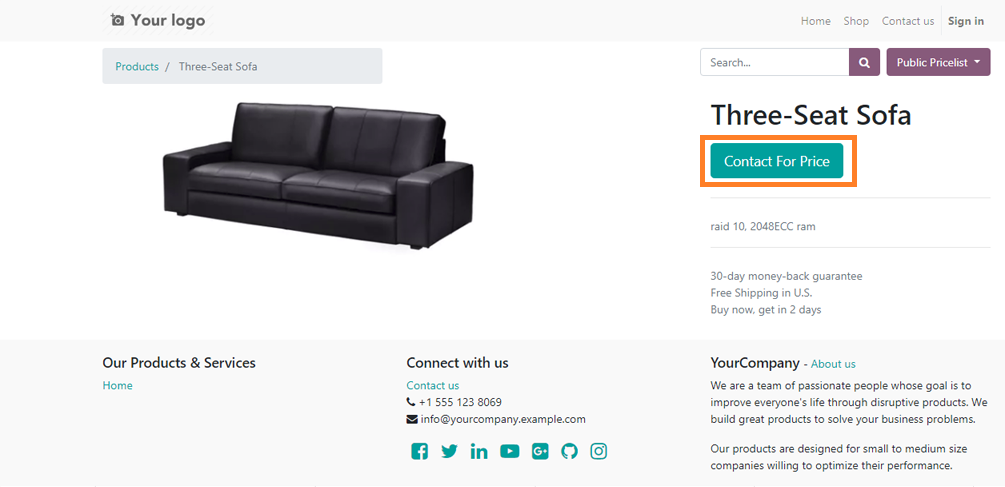 Your logo
Home Shop Contact us Sign in
Products / Three-Seat Sofa
Search...
Public Pricelist
Three-Seat Sofa
Contact For Price
raid 10, 2048ECC ram
30-day money-back guarantee
Free Shipping in U.S.
Buy now, get in 2 days
Our Products & Services
Home
Connect with us
Contact us
+1 555 123 8069
info@yourcompany.example.com
YourCompany - About us
We are a team of passionate people whose goal is to
improve everyone's life through disruptive products. We
build great products to solve your business problems.
Our products are designed for small to medium size
companies willing to optimize their performance.